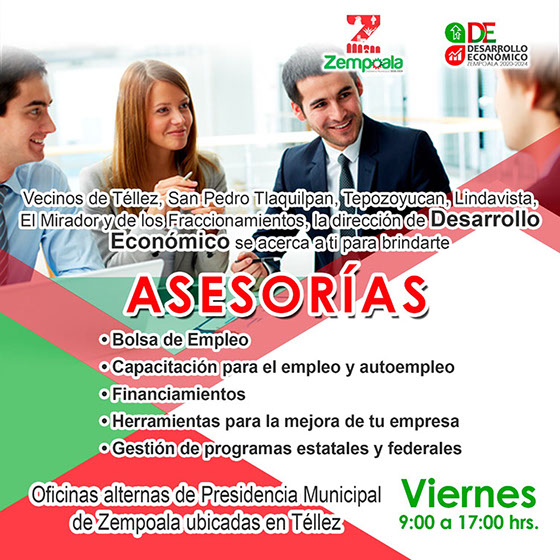 Zempoala
DE
DESARROLLO
ECONÓMICO
ZEMPOALA 2020-2024
Vecinos de Téllez, San Pedro Tlaquilpan, Tepozoyucan, Lindavista,
El Mirador y de los Fraccionamientos, la dirección de Desarrollo
Económico se acerca a ti para brindarte
ASESORÍAS
• Bolsa de Empleo
• Capacitación para el empleo y autoempleo
• Financiamientos
• Herramientas para la mejora de tu empresa
• Gestión de programas estatales y federales
Oficinas alternas de Presidencia Municipal
de Zempoala ubicadas en Téllez
Viernes
9:00 a 17:00 hrs.